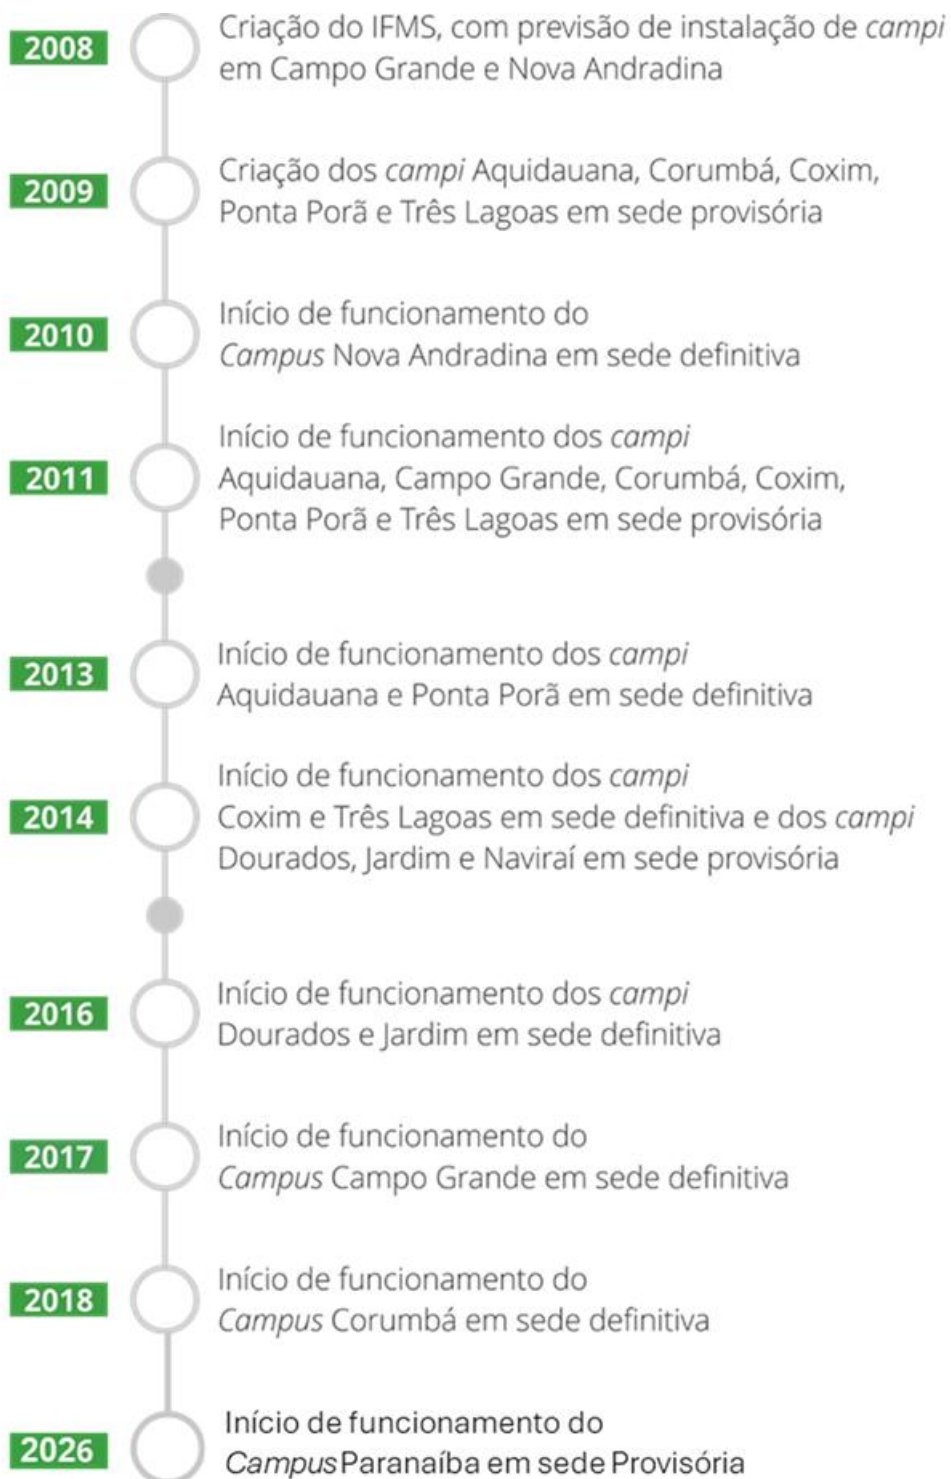 2008
Criação do IFMS, com previsão de instalação de campi
em Campo Grande e Nova Andradina
2009
Criação dos campi Aquidauana, Corumbá, Coxim,
Ponta Porã e Três Lagoas em sede provisória
2010
Início de funcionamento do
Campus Nova Andradina em sede definitiva
2011
Início de funcionamento dos campi
Aquidauana, Campo Grande, Corumbá, Coxim,
Ponta Porã e Três Lagoas em sede provisória
2013
Início de funcionamento dos campi
Aquidauana e Ponta Porã em sede definitiva
2014
Início de funcionamento dos campi
Coxim e Três Lagoas em sede definitiva e dos campi
Dourados, Jardim e Naviraí em sede provisória
2016
Início de funcionamento dos campi
Dourados e Jardim em sede definitiva
2017
Início de funcionamento do
Campus Campo Grande em sede definitiva
2018
Início de funcionamento do
Campus Corumbá em sede definitiva
2026
Início de funcionamento do
Campus Paranaíba em sede Provisória